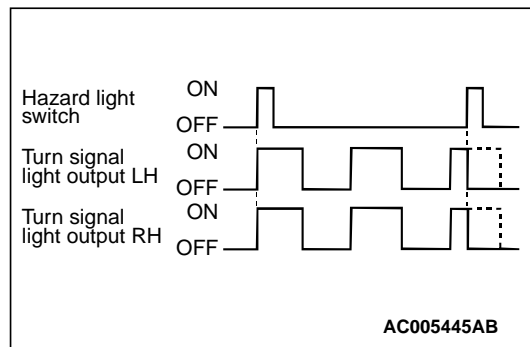 Hazard light
switch
ON
OFF
Turn signal
light output LH
ON
OFF
Turn signal
light output RH
ON
OFF
AC005445AB